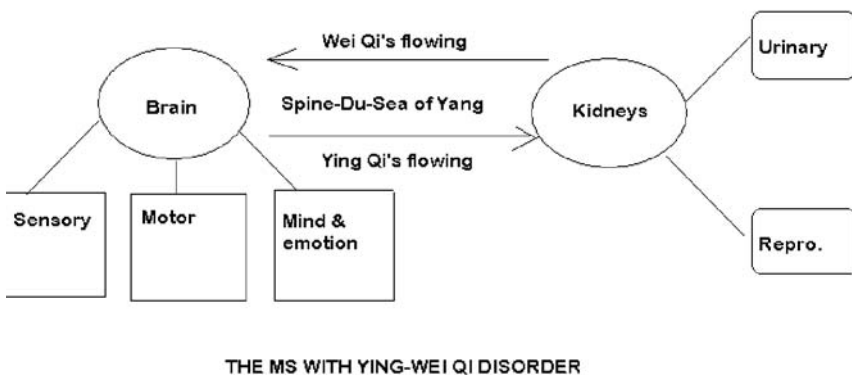 Wei Qi's flowing
Urinary
Brain
Spine-Du-Sea of Yang
Kidneys
Ying Qi's flowing
Sensory
Motor
Mind &
emotion
Repro.
THE MS WITH YING-WEI QI DISORDER